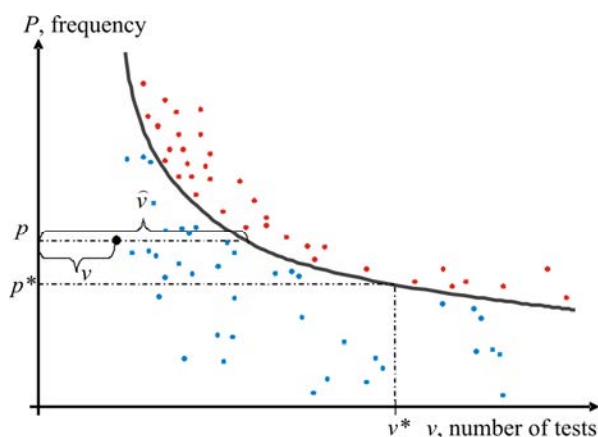 P, frequency
v̂
p
v
p*
v* v, number of tests